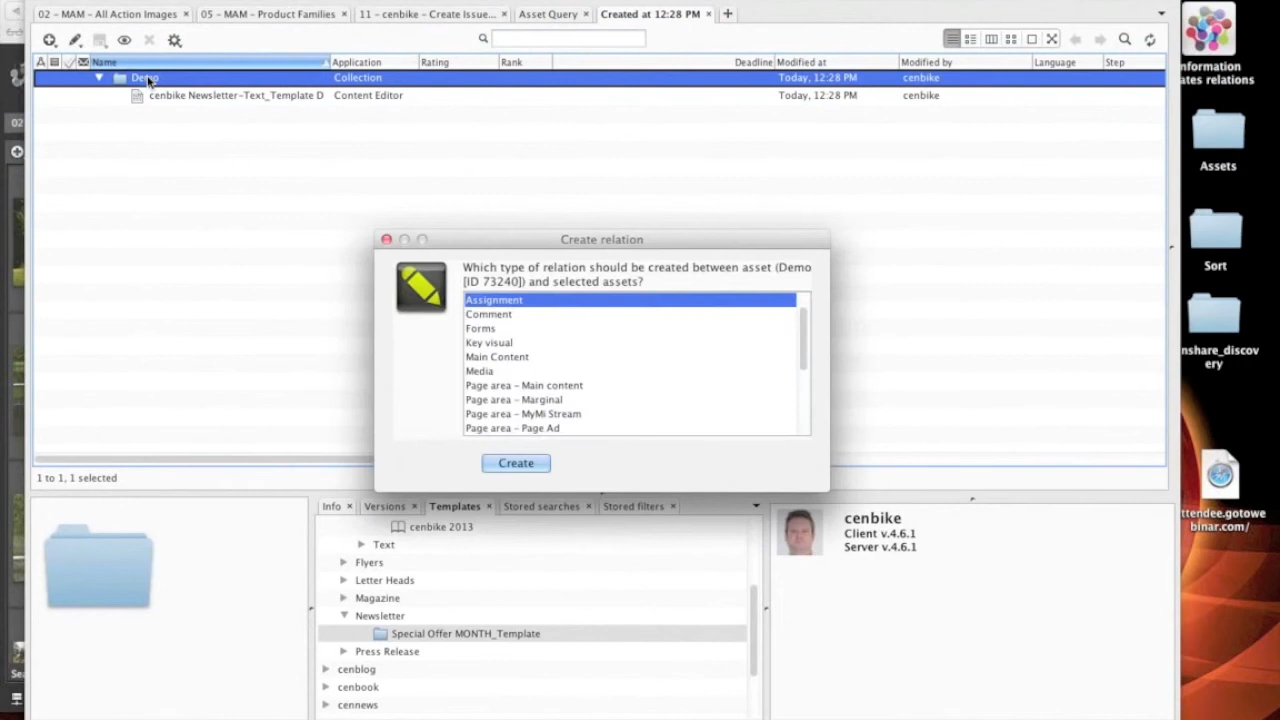 02 – MAM – All Action Images ×
05 – MAM – Product Families ×
11 – cenbike – Create Issue... ×
Asset Query ×
Created at 12:28 PM ×
Name
Application
Rating
Rank
Deadline
Modified at
Modified by
Language
Step
Demo
Collection
Today, 12:28 PM
cenbike
cenbike Newsletter–Text_Template D
Content Editor
Today, 12:28 PM
cenbike
Create relation
Which type of relation should be created between asset (Demo
[ID 73240]) and selected assets?
Assignment
Comment
Forms
Key visual
Main Content
Media
Page area – Main content
Page area – Marginal
Page area – MyMi Stream
Page area – Page Ad
Create
1 to 1, 1 selected
Info ×
Versions ×
Templates ×
Stored searches ×
Stored filters ×
cenbike 2013
Text
Flyers
Letter Heads
Magazine
Newsletter
Special Offer MONTH_Template
Press Release
cenblog
cenbook
cennews
cenbike
Client v.4.6.1
Server v.4.6.1
nformation
ates relations
Assets
Sort
nshare_discov
ery
ttendee.gotowe
binar.com/
02
Sea